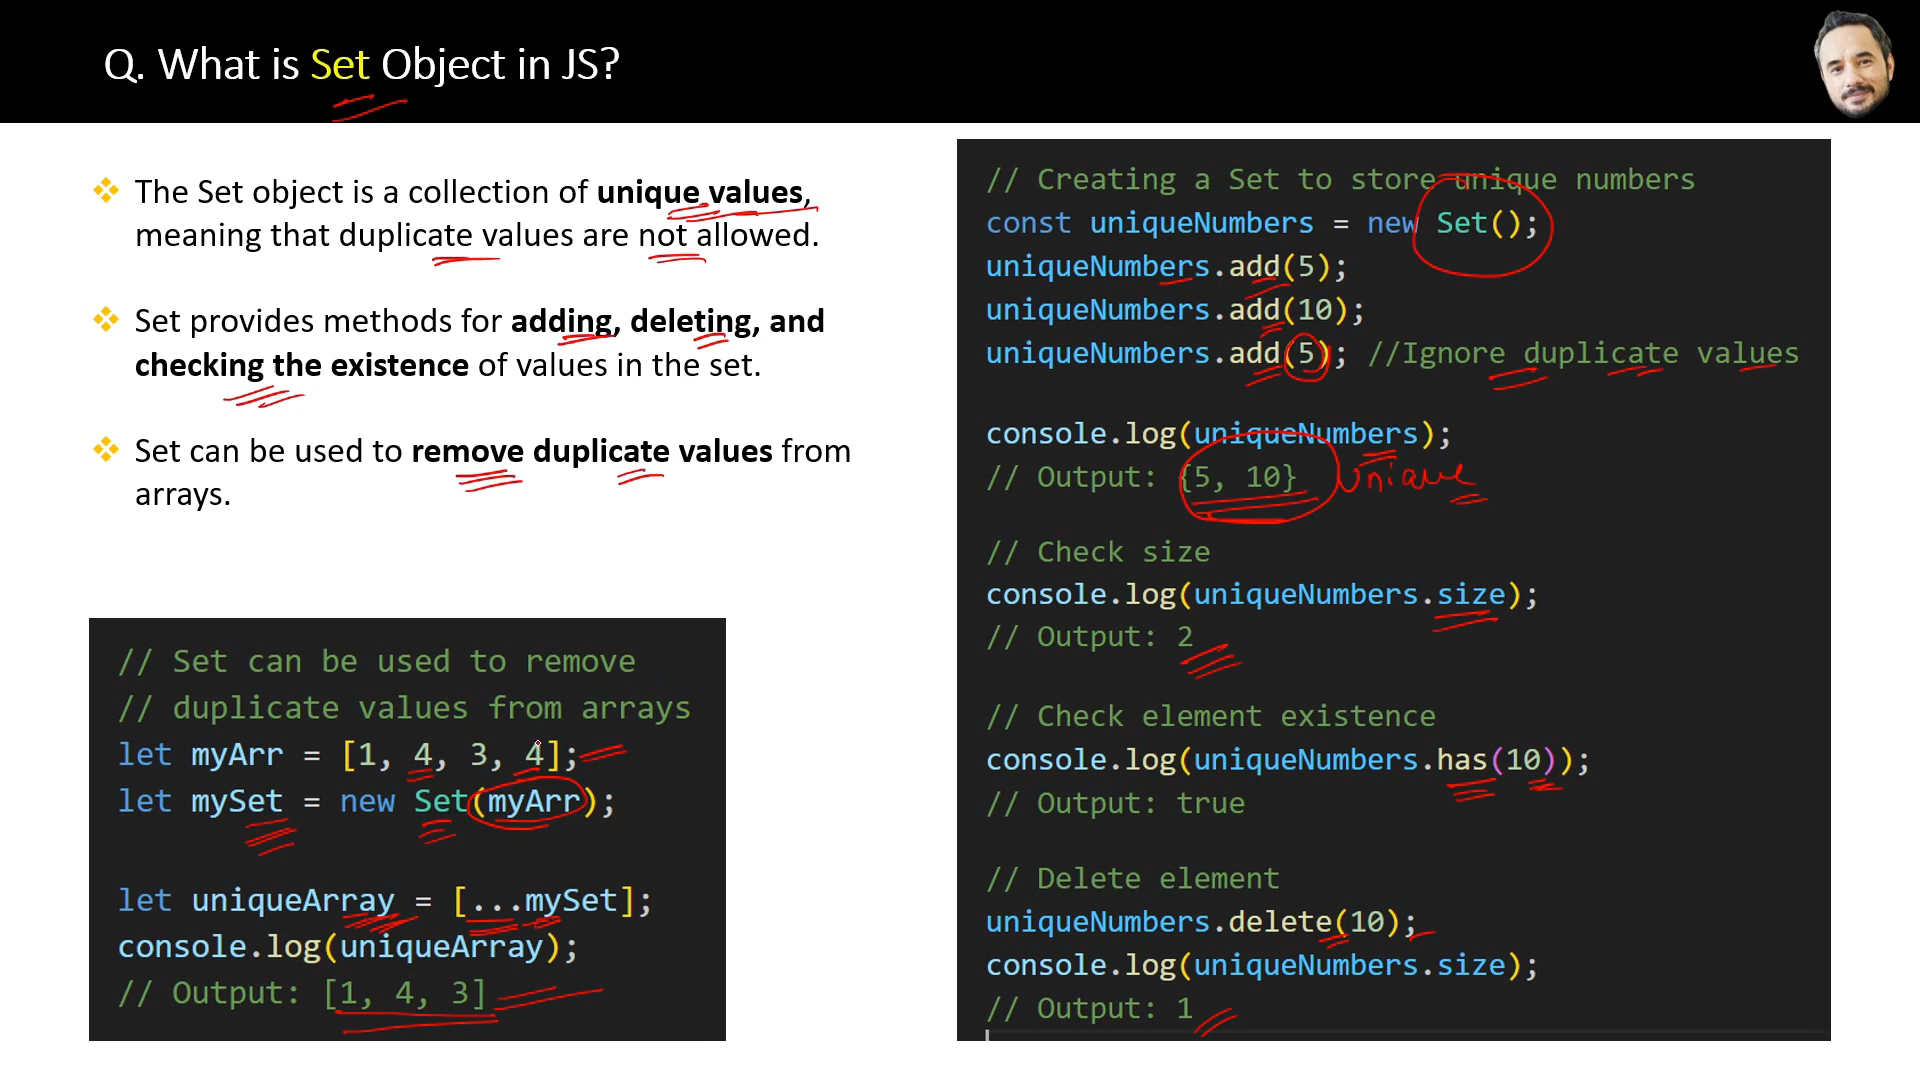 Q. What is Set Object in JS?
The Set object is a collection of unique values,
meaning that duplicate values are not allowed.
Set provides methods for adding, deleting, and
checking the existence of values in the set.
Set can be used to remove duplicate values from
arrays.
// Set can be used to remove
// duplicate values from arrays
let myArr = [1, 4, 3, 4];
let mySet = new Set(myArr);
let uniqueArray = [...mySet];
console.log(uniqueArray);
// Output: [1, 4, 3]
// Creating a Set to store unique numbers
const uniqueNumbers = new Set();
uniqueNumbers.add(5);
uniqueNumbers.add(10);
uniqueNumbers.add(5); //Ignore duplicate values
console.log(uniqueNumbers);
// Output: {5, 10} Unique
// Check size
console.log(uniqueNumbers.size);
// Output: 2
// Check element existence
console.log(uniqueNumbers.has(10));
// Output: true
// Delete element
uniqueNumbers.delete(10);
console.log(uniqueNumbers.size);
// Output: 1